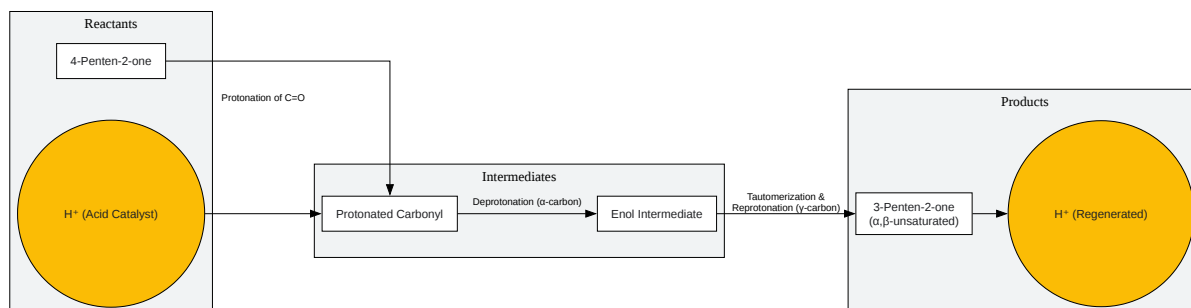 Reactants
4-Penten-2-one
Protonation of C=O
H⁺ (Acid Catalyst)
Intermediates
Protonated Carbonyl
Deprotonation (α-carbon)
Enol Intermediate
Tautomerization &
Reprotonation (γ-carbon)
Products
3-Penten-2-one
(α,β-unsaturated)
H⁺ (Regenerated)